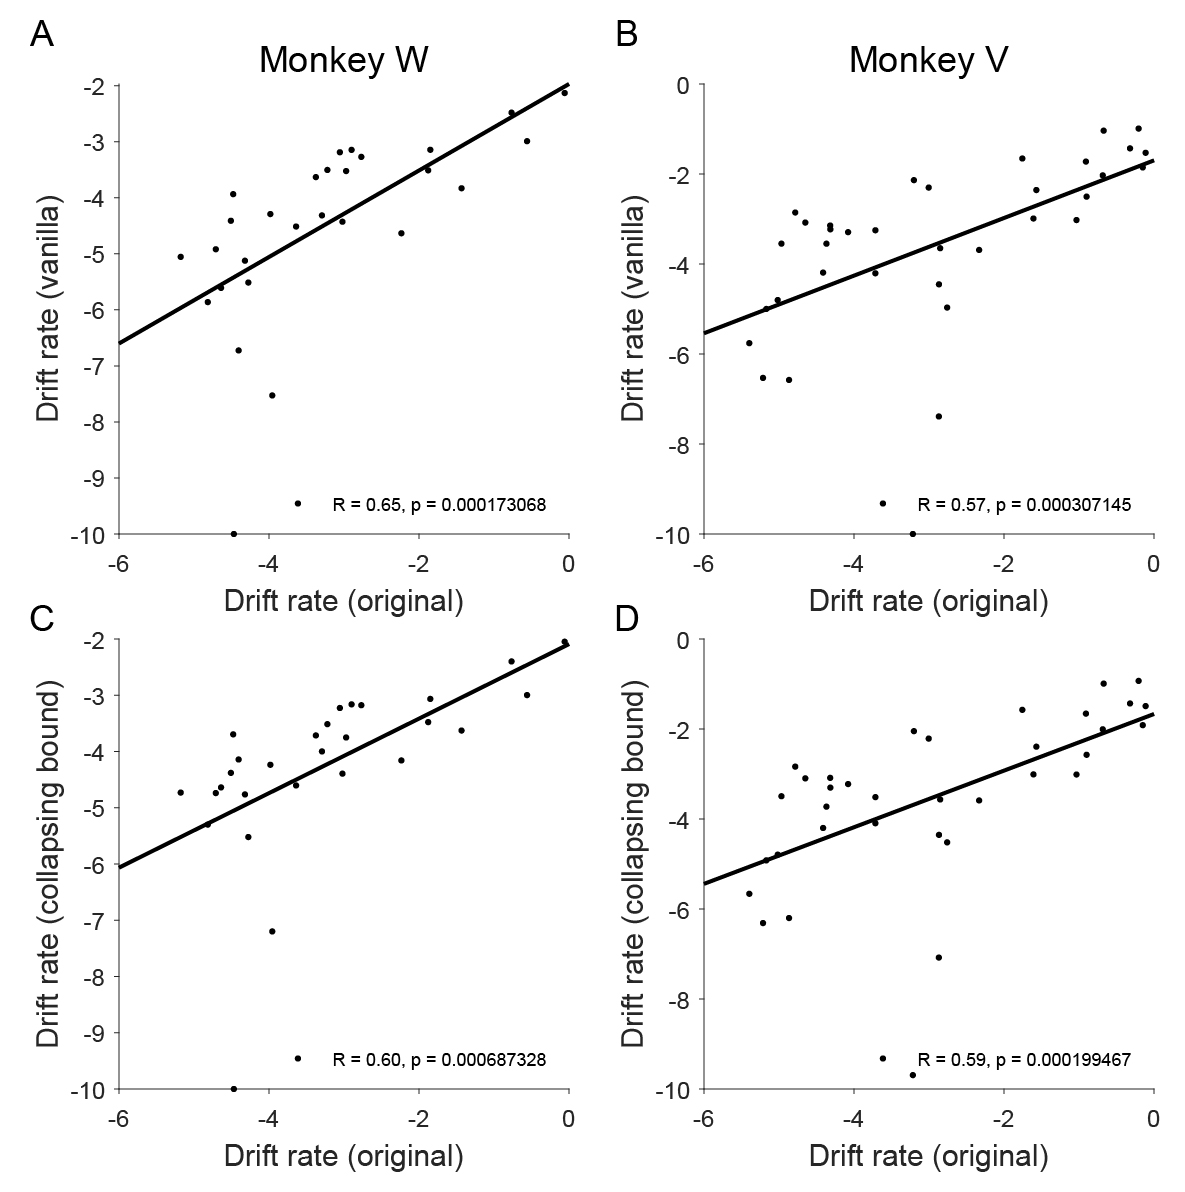 A
Monkey W
-2
-3
-4
-5
-6
-7
-8
-9
-10
Drift rate (vanilla)
R = 0.65, p = 0.000173068
-6
-4
-2
0
Drift rate (original)
B
Monkey V
0
-2
-4
-6
-8
-10
Drift rate (vanilla)
R = 0.57, p = 0.000307145
-6
-4
-2
0
Drift rate (original)
C
-2
-3
-4
-5
-6
-7
-8
-9
-10
Drift rate (collapsing bound)
R = 0.60, p = 0.000687328
-6
-4
-2
0
Drift rate (original)
D
0
-2
-4
-6
-8
-10
Drift rate (collapsing bound)
R = 0.59, p = 0.000199467
-6
-4
-2
0
Drift rate (original)